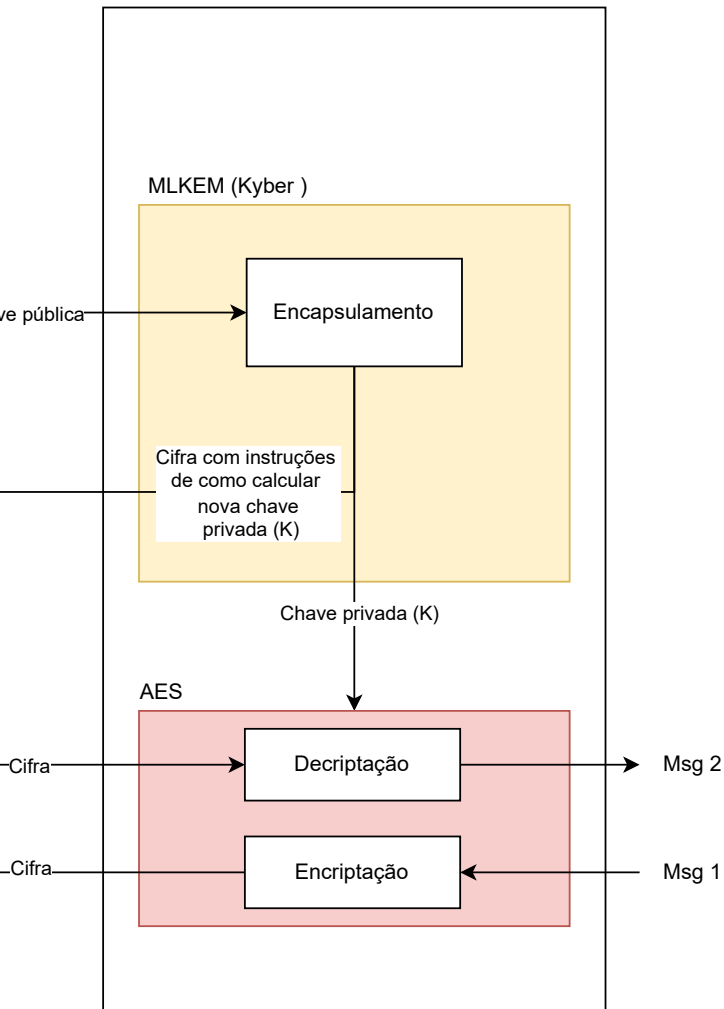 MLKEM (Kyber )
Encapsulamento
ve pública
Cifra com instruções
de como calcular
nova chave
privada (K)
Chave privada (K)
AES
Cifra
Decriptação
Msg 2
Cifra
Encriptação
Msg 1